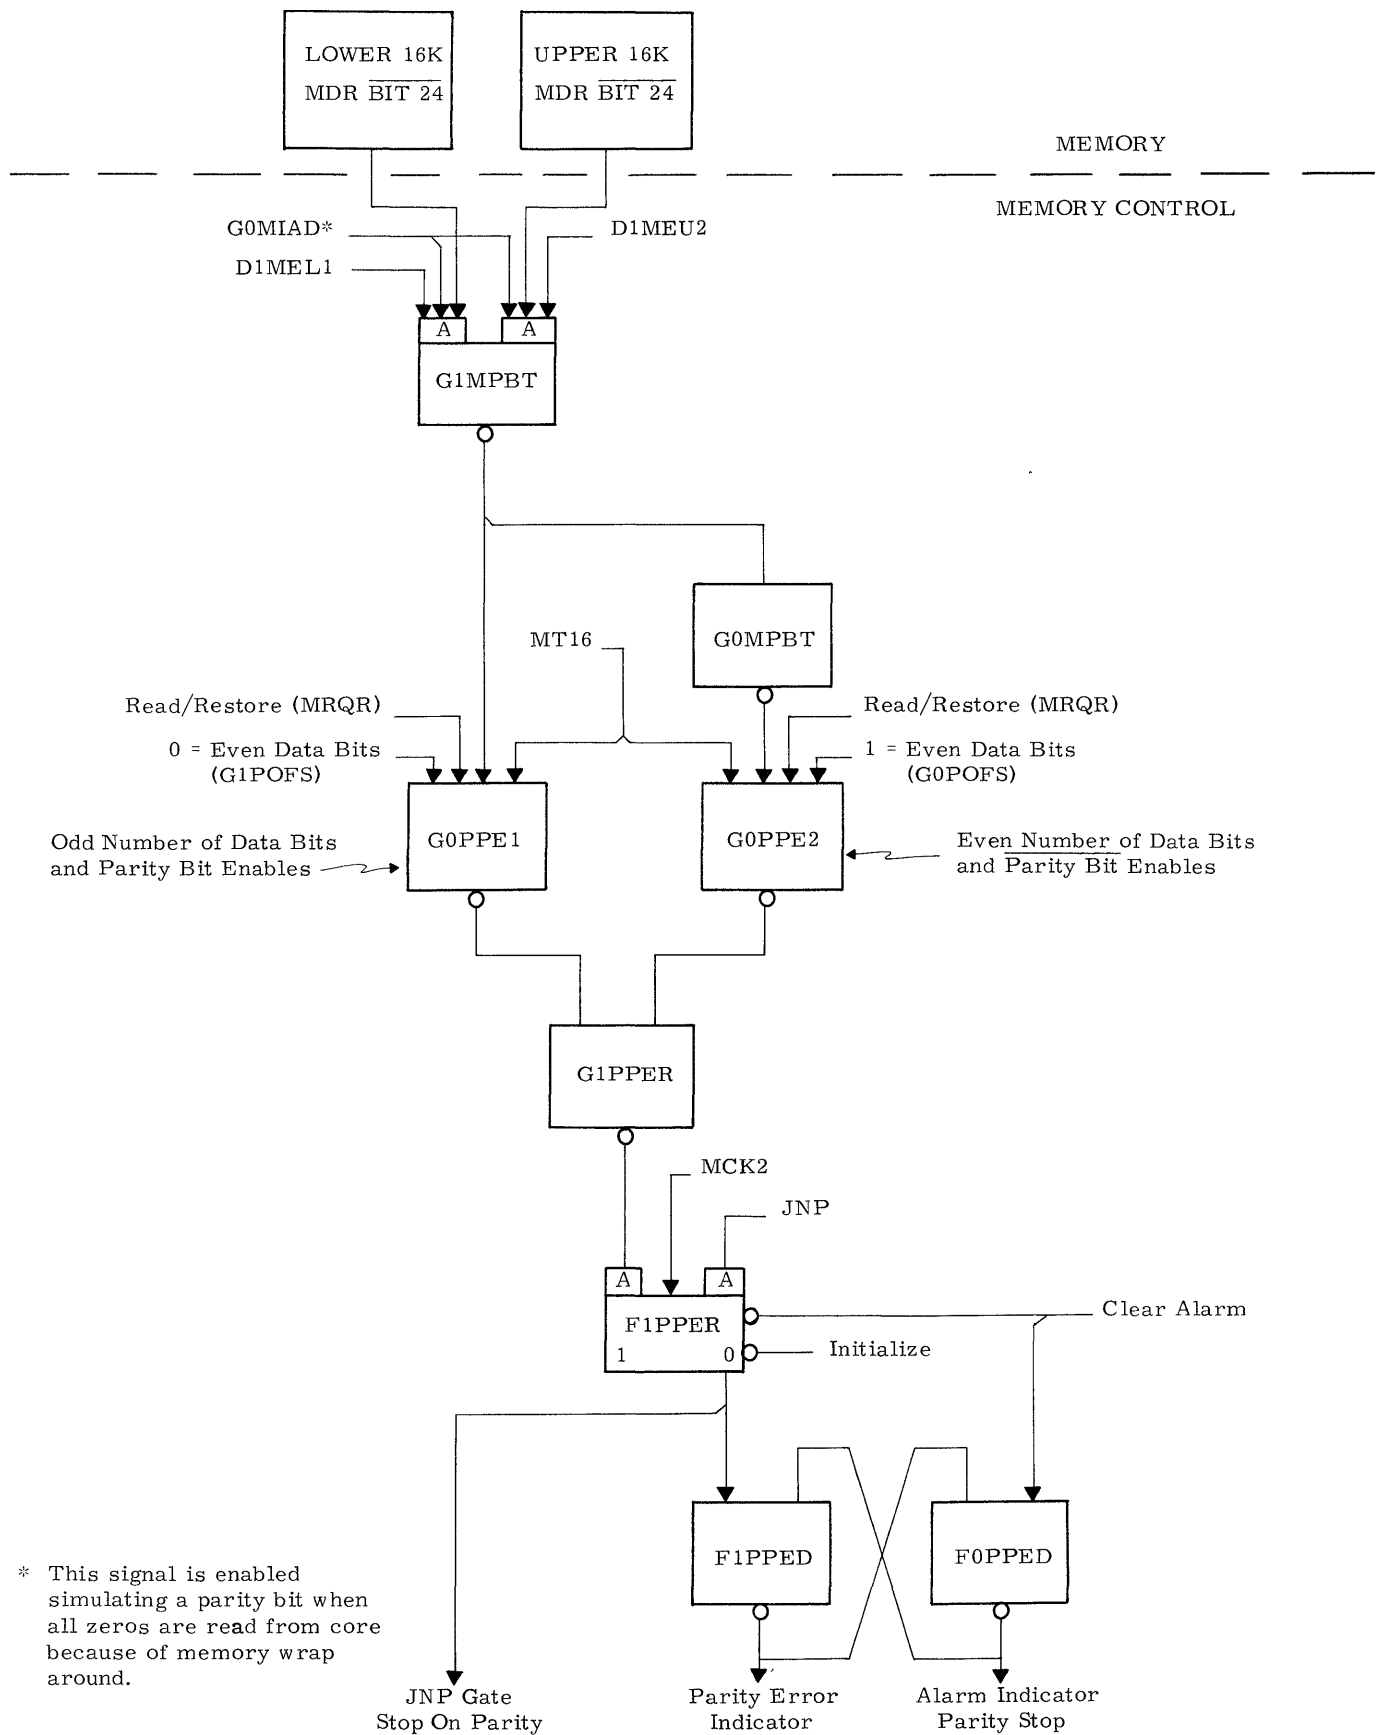 LOWER 16K
MDR BIT 24
UPPER 16K
MDR BIT 24
MEMORY
MEMORY CONTROL
G0MIAD*
D1MEU2
D1MEL1
A
A
G1MPBT
G0MPBT
MT16
Read/Restore (MRQR)
0 = Even Data Bits
(G1POFS)
Read/Restore (MRQR)
1 = Even Data Bits
(G0POFS)
G0PPE1
G0PPE2
Odd Number of Data Bits
and Parity Bit Enables
Even Number of Data Bits
and Parity Bit Enables
G1PPER
MCK2
JNP
A
A
F1PPER
1 0
Clear Alarm
Initialize
F1PPED
F0PPED
* This signal is enabled
simulating a parity bit when
all zeros are read from core
because of memory wrap
around.
JNP Gate
Stop On Parity
Parity Error
Indicator
Alarm Indicator
Parity Stop